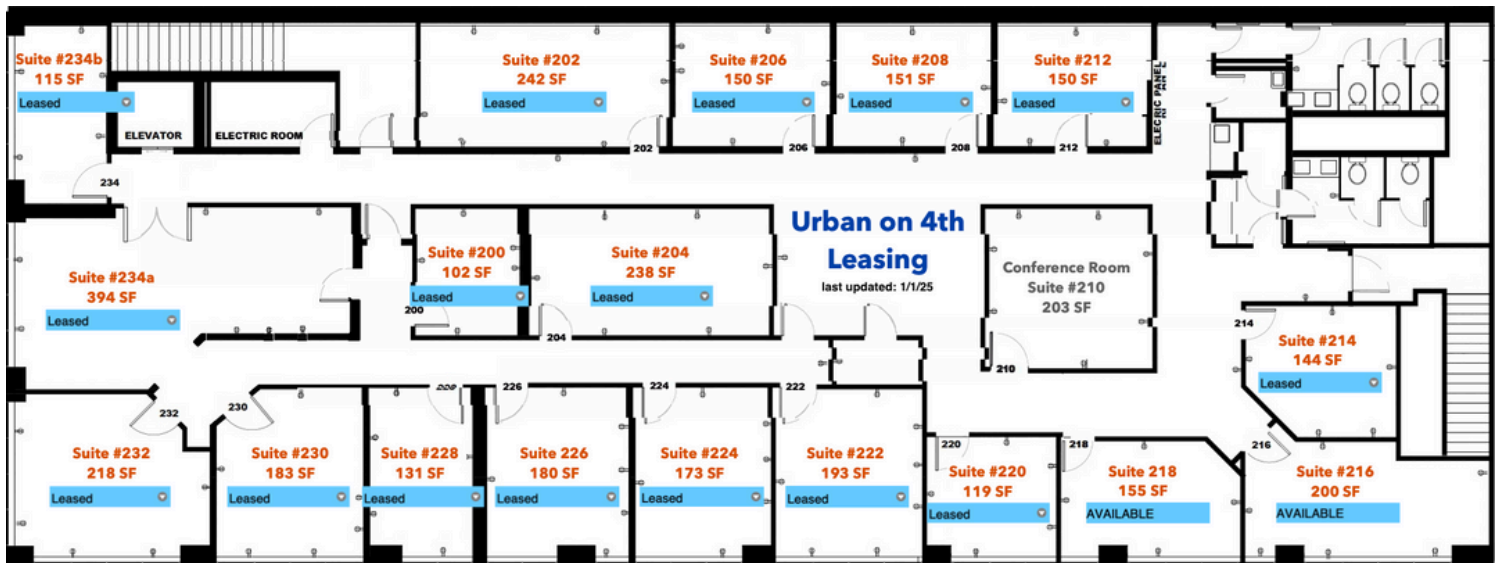 Suite #234b
115 SF
Leased
ELEVATOR
ELECTRIC ROOM
Suite #202
242 SF
Leased
202
Suite #206
150 SF
Leased
206
Suite #208
151 SF
Leased
208
Suite #212
150 SF
Leased
212
234
Suite #234a
394 SF
Leased
Suite #200
102 SF
Leased
200
Suite #204
238 SF
Leased
204
Urban on 4th
Leasing
last updated: 1/1/25
Conference Room
Suite #210
203 SF
210
214
Suite #214
144 SF
Leased
232
Suite #232
218 SF
Leased
230
Suite #230
183 SF
Leased
Suite #228
131 SF
Leased
226
Suite 226
180 SF
Leased
224
Suite #224
173 SF
Leased
222
Suite #222
193 SF
Leased
220
Suite #220
119 SF
Leased
218
Suite 218
155 SF
AVAILABLE
216
Suite #216
200 SF
AVAILABLE